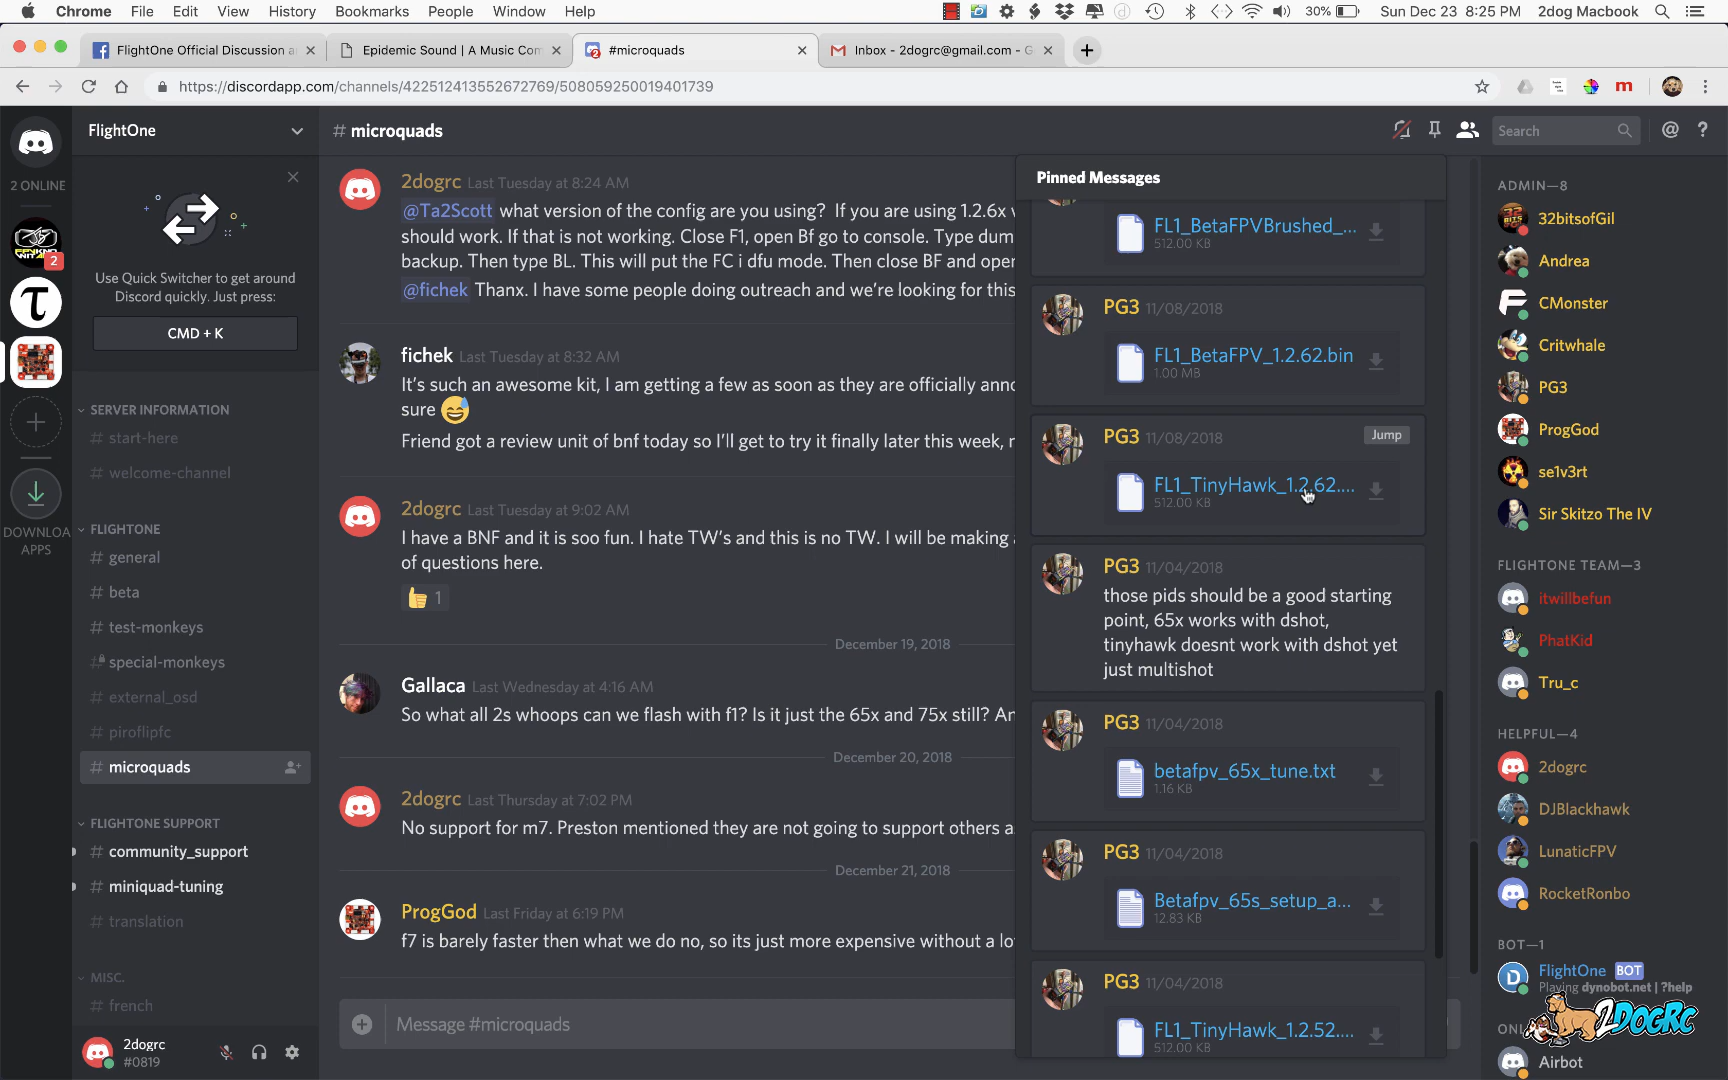 Chrome File Edit View History Bookmarks People Window Help 30% Sun Dec 23 8:25 PM 2dog Macbook
FlightOne Official Discussion a Epidemic Sound | A Music Com #microquads Inbox - 2dogrc@gmail.com - G
https://discordapp.com/channels/422512413552672769/508059250019401739
2 ONLINE
2
DOWNLOA
APPS
FlightOne
Use Quick Switcher to get around
Discord quickly. Just press:
CMD + K
SERVER INFORMATION
# start-here
# welcome-channel
FLIGHTONE
# general
# beta
# test-monkeys
# special-monkeys
# external_osd
# piroflipfc
# microquads
FLIGHTONE SUPPORT
# community_support
# miniquad-tuning
# translation
MISC.
# french
2dogrc
#0819
# microquads
Search
@ ?
2dogrc Last Tuesday at 8:24 AM
@Ta2Scott what version of the config are you using? If you are using 1.2.6x
should work. If that is not working. Close F1, open Bf go to console. Type dum
backup. Then type BL. This will put the FC i dfu mode. Then close BF and open
@fichek Thanx. I have some people doing outreach and we're looking for this
fichek Last Tuesday at 8:32 AM
It's such an awesome kit, I am getting a few as soon as they are officially anno
sure 😅
Friend got a review unit of bnf today so I'll get to try it finally later this week,
2dogrc Last Tuesday at 9:02 AM
I have a BNF and it is soo fun. I hate TW's and this is no TW. I will be making
of questions here.
👍 1
December 19, 2018
Gallaca Last Wednesday at 4:16 AM
So what all 2s whoops can we flash with f1? Is it just the 65x and 75x still? An
December 20, 2018
2dogrc Last Thursday at 7:02 PM
No support for m7. Preston mentioned they are not going to support others a
December 21, 2018
ProgGod Last Friday at 6:19 PM
f7 is barely faster then what we do no, so its just more expensive without a lo
Message #microquads
Pinned Messages
FL1_BetaFPVBrushed_...
512.00 KB
PG3 11/08/2018
FL1_BetaFPV_1.2.62.bin
1.00 MB
PG3 11/08/2018
Jump
FL1_TinyHawk_1.2.62....
512.00 KB
PG3 11/04/2018
those pids should be a good starting
point, 65x works with dshot,
tinyhawk doesnt work with dshot yet
just multishot
PG3 11/04/2018
betafpv_65x_tune.txt
1.16 KB
PG3 11/04/2018
Betafpv_65s_setup_a...
12.83 KB
PG3 11/04/2018
FL1_TinyHawk_1.2.52....
512.00 KB
ADMIN—8
32bitsofGil
Andrea
CMonster
Critwhale
PG3
ProgGod
se1v3rt
Sir Skitzo The IV
FLIGHTONE TEAM—3
itwillbefun
PhatKid
Tru_c
HELPFUL—4
2dogrc
DJBlackhawk
LunaticFPV
RocketRonbo
BOT—1
FlightOne BOT
Playing dynobot.net | ?help
2DOGRC
Airbot